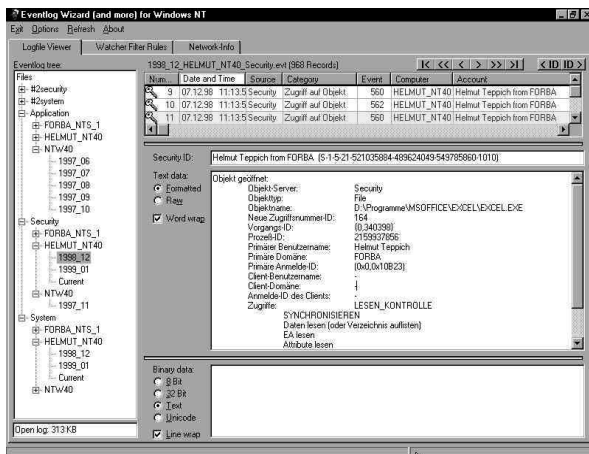 Eventlog Wizard (and more) for Windows NT
Exit Options Refresh About
Logfile Viewer Watcher Filter Rules Network-Info
Eventlog tree:
1998_12_HELMUT_NT40_Security.evt (968 Records)
|< << < > >> >| < ID ID >
Files
#2security
#2system
Application
FORBA_NTS_1
HELMUT_NT40
NTW40
1997_06
1997_07
1997_08
1997_09
1997_10
Security
FORBA_NTS_1
HELMUT_NT40
1998_12
1999_01
Current
NTW40
1997_11
System
FORBA_NTS_1
HELMUT_NT40
1998_12
1999_01
Current
NTW40
Open log: 313 KB
Num... Date and Time Source Category Event Computer Account
9 07.12.98 11:13:5 Security Zugriff auf Objekt 560 HELMUT_NT40 Helmut Teppich from FORBA
10 07.12.98 11:13:5 Security Zugriff auf Objekt 562 HELMUT_NT40 Helmut Teppich from FORBA
11 07.12.98 11:13:5 Security Zugriff auf Objekt 560 HELMUT_NT40 Helmut Teppich from FORBA
Security ID: Helmut Teppich from FORBA (S-1-5-21-521035884-489624049-549785860-1010)
Text data:
Formatted
Raw
Word wrap
Objekt geöffnet:
Objekt-Server: Security
Objekttyp: File
Objektname: D:\Programme\MSOFFICE\EXCEL\EXCEL.EXE
Neue Zugriffsnummer-ID: 164
Vorgangs-ID: {0,340398}
Prozeß-ID: 2159937856
Primärer Benutzername: Helmut Teppich
Primäre Domäne: FORBA
Primäre Anmelde-ID: (0x0,0x10B23)
Client-Benutzername: -
Client-Domäne: -
Anmelde-ID des Clients: -
Zugriffe: LESEN_KONTROLLE
SYNCHRONISIEREN
Daten lesen (oder Verzeichnis auflisten)
EA lesen
Attribute lesen
Binary data:
8 Bit
32 Bit
Text
Unicode
Line wrap